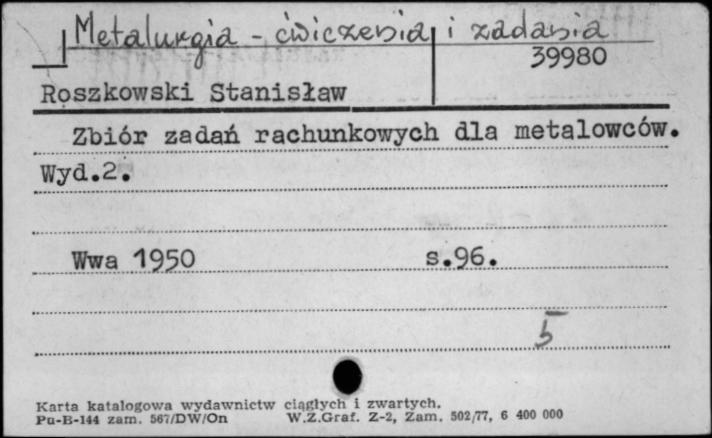 Metalurgia - ćwiczenia i zadania
39980
Roszkowski Stanisław
Zbiór zadań rachunkowych dla metalowców.
Wyd.2.
Wwa 1950 s.96.
5
Karta katalogowa wydawnictw ciągłych i zwartych.
Pu-B-144 zam. 567/DW/On W.Z.Graf. Z-2, Zam. 502/77, 6 400 000